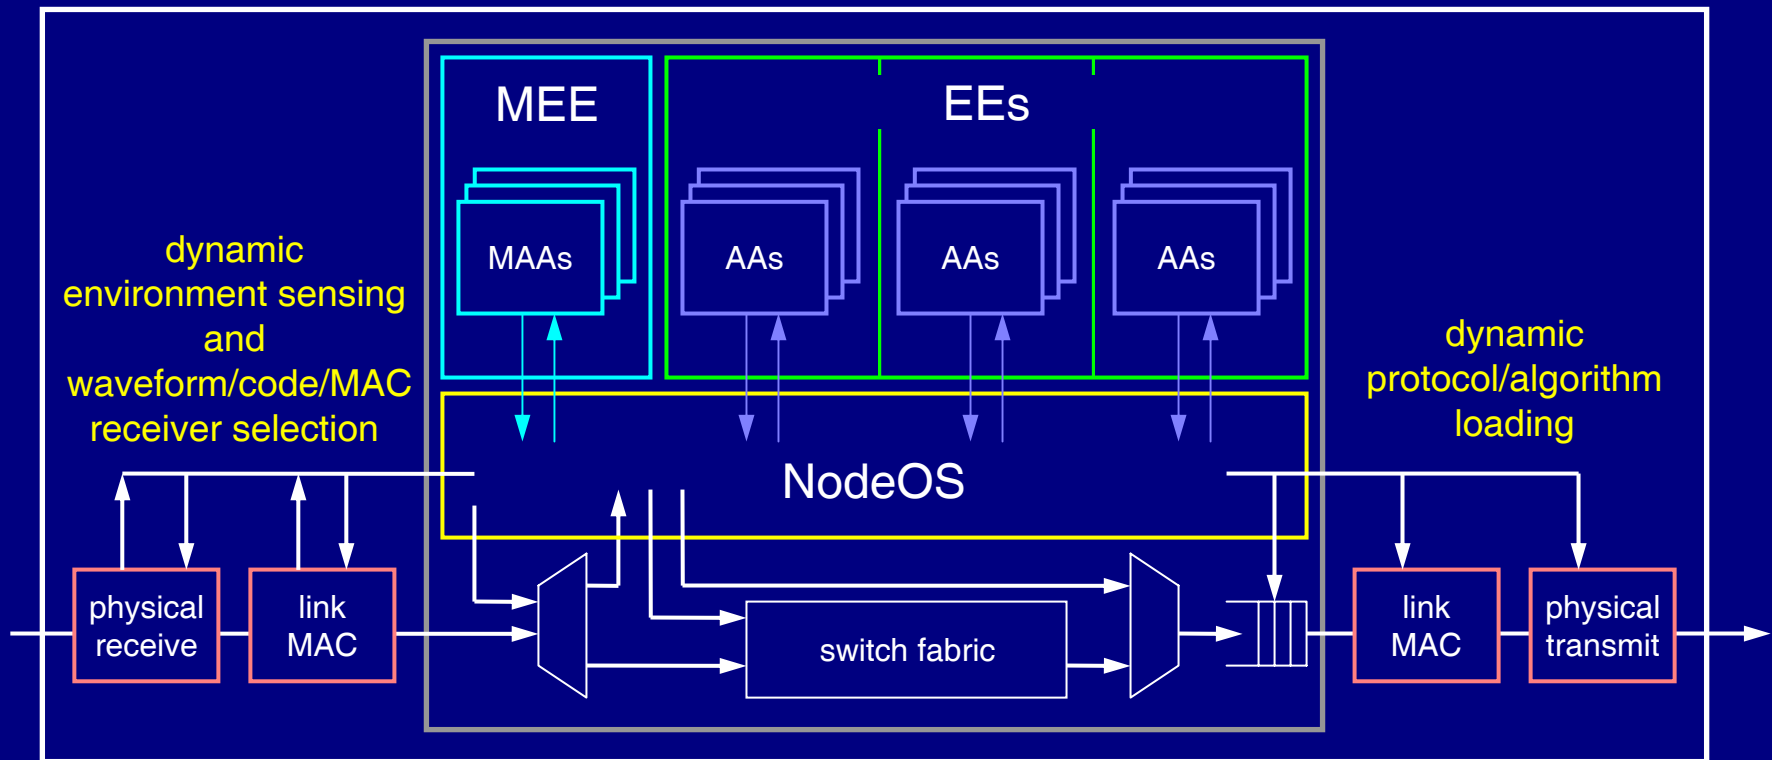 MEE
EEs
MAAs
AAs
AAs
AAs
dynamic
environment sensing
and
waveform/code/MAC
receiver selection
dynamic
protocol/algorithm
loading
NodeOS
physical
receive
link
MAC
switch fabric
link
MAC
physical
transmit